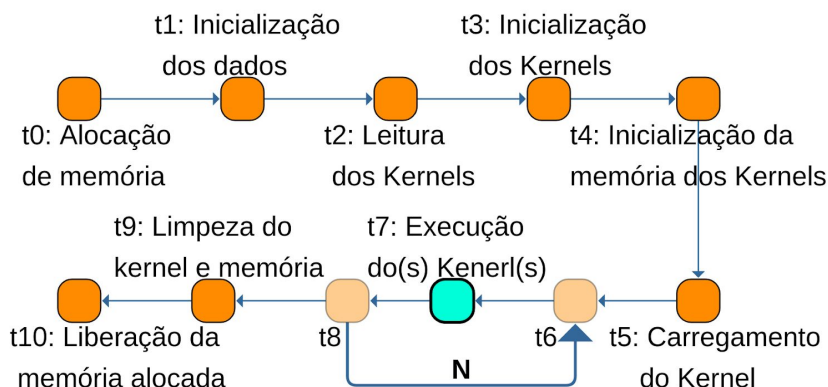 t1: Inicialização
dos dados
t3: Inicialização
dos Kernels
t0: Alocação
de memória
t2: Leitura
dos Kernels
t4: Inicialização da
memória dos Kernels
t9: Limpeza do
kernel e memória
t7: Execução
do(s) Kenerl(s)
t10: Liberação da
memória alocada
t8
t6
t5: Carregamento
do Kernel
N